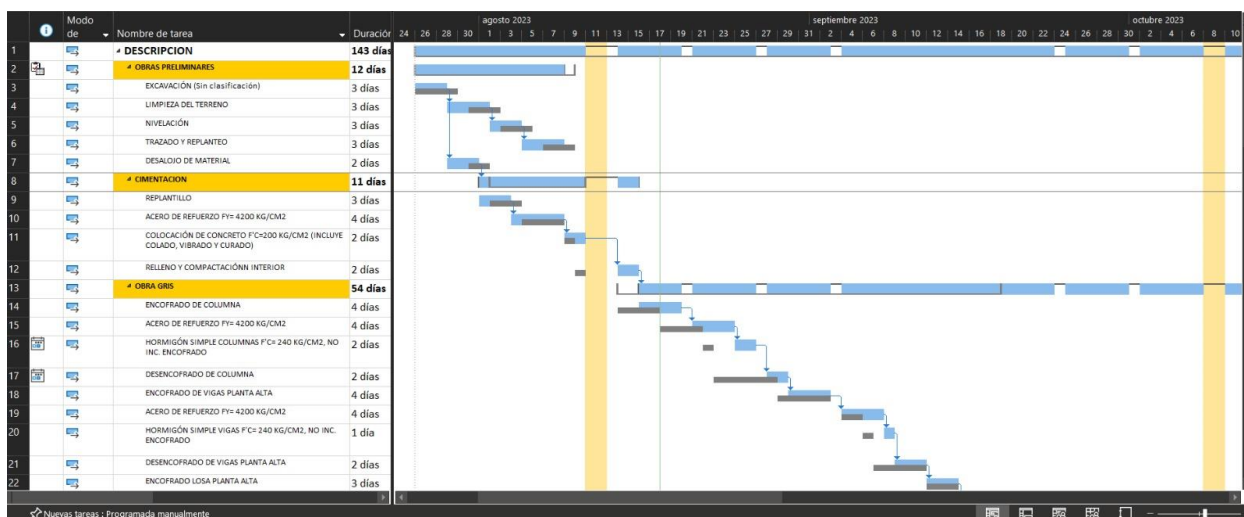 agosto 2023 septiembre 2023 octubre 2023
Modo de Nombre de tarea Duración 24 26 28 30 1 3 5 7 9 11 13 15 17 19 21 23 25 27 29 31 2 4 6 8 10 12 14 16 18 20 22 24 26 28 30 2 4 6 8 10
1 DESCRIPCION 143 días
2 OBRAS PRELIMINARES 12 días
3 EXCAVACIÓN (Sin clasificación) 3 días
4 LIMPIEZA DEL TERRENO 3 días
5 NIVELACIÓN 3 días
6 TRAZADO Y REPLANTEO 3 días
7 DESALOJO DE MATERIAL 2 días
8 CIMENTACION 11 días
9 REPLANTILLO 3 días
10 ACERO DE REFUERZO FY= 4200 KG/CM2 4 días
11 COLOCACIÓN DE CONCRETO F'C=200 KG/CM2 (INCLUYE 2 días
COLADO, VIBRADO Y CURADO)
12 RELLENO Y COMPACTACIÓNN INTERIOR 2 días
13 OBRA GRIS 54 días
14 ENCOFRADO DE COLUMNA 4 días
15 ACERO DE REFUERZO FY= 4200 KG/CM2 4 días
16 HORMIGÓN SIMPLE COLUMNAS F'C= 240 KG/CM2, NO 2 días
INC. ENCOFRADO
17 DESENCOFRADO DE COLUMNA 2 días
18 ENCOFRADO DE VIGAS PLANTA ALTA 4 días
19 ACERO DE REFUERZO FY= 4200 KG/CM2 4 días
20 HORMIGÓN SIMPLE VIGAS F'C= 240 KG/CM2, NO INC. 1 día
ENCOFRADO
21 DESENCOFRADO DE VIGAS PLANTA ALTA 2 días
22 ENCOFRADO LOSA PLANTA ALTA 3 días
Nuevas tareas : Programada manualmente